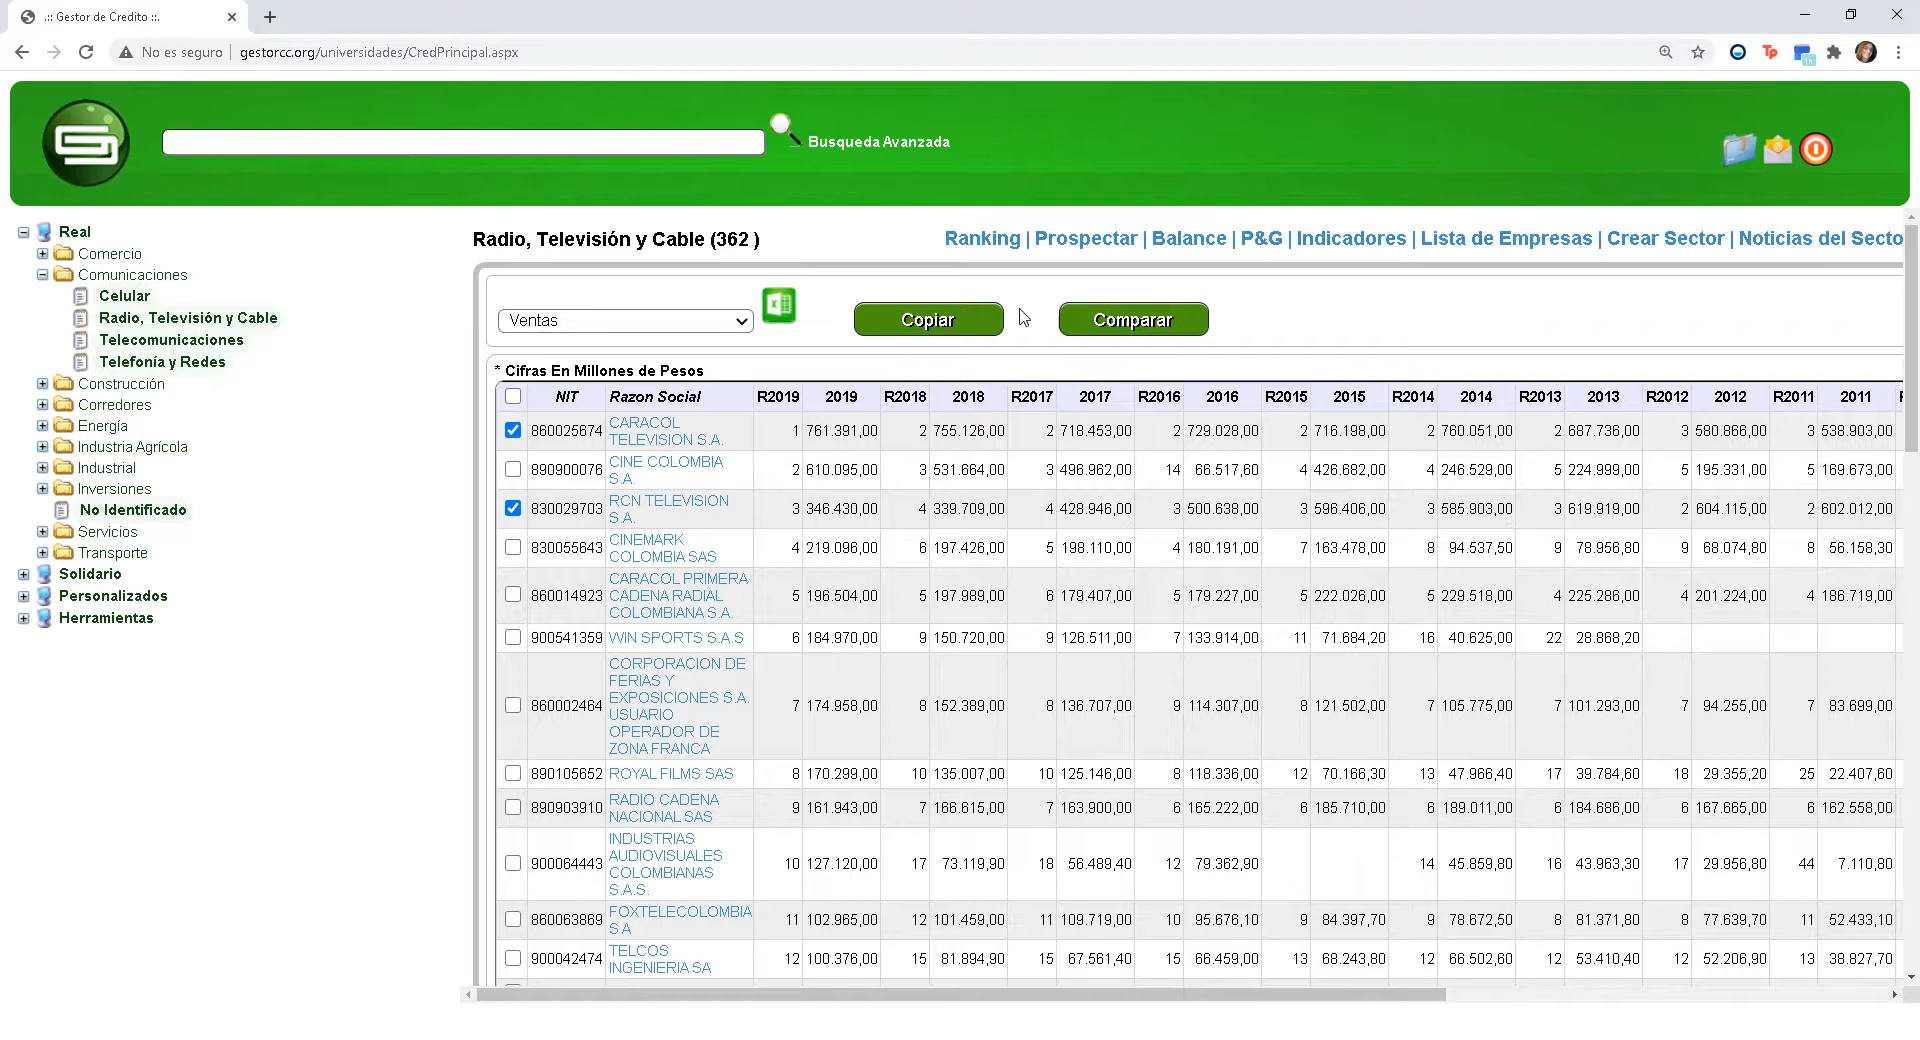 .:: Gestor de Credito ::.
No es seguro
gestorcc.org/universidades/CredPrincipal.aspx
Busqueda Avanzada
Real
Comercio
Comunicaciones
Celular
Radio, Televisión y Cable
Telecomunicaciones
Telefonía y Redes
Construcción
Corredores
Energía
Industria Agrícola
Industrial
Inversiones
No Identificado
Servicios
Transporte
Solidario
Personalizados
Herramientas
Radio, Televisión y Cable (362 )
Ranking | Prospectar | Balance | P&G | Indicadores | Lista de Empresas | Crear Sector | Noticias del Secto
Ventas
Copiar
Comparar
* Cifras En Millones de Pesos
NIT Razon Social R2019 2019 R2018 2018 R2017 2017 R2016 2016 R2015 2015 R2014 2014 R2013 2013 R2012 2012 R2011 2011
860025674 CARACOL TELEVISION S.A. 1 761.391,00 2 755.126,00 2 718.453,00 2 729.028,00 2 716.198,00 2 760.051,00 2 687.736,00 3 580.866,00 3 538.903,00
890900076 CINE COLOMBIA S.A. 2 610.095,00 3 531.664,00 3 496.962,00 14 66.517,60 4 426.682,00 4 246.529,00 5 224.999,00 5 195.331,00 5 169.673,00
830029703 RCN TELEVISION S.A. 3 346.430,00 4 339.709,00 4 428.946,00 3 500.638,00 3 596.406,00 3 585.903,00 3 619.919,00 2 604.115,00 2 602.012,00
830055643 CINEMARK COLOMBIA SAS 4 219.096,00 6 197.426,00 5 198.110,00 4 180.191,00 7 163.478,00 8 94.537,50 9 78.956,80 9 68.074,80 8 56.158,30
860014923 CARACOL PRIMERA CADENA RADIAL COLOMBIANA S.A. 5 196.504,00 5 197.989,00 6 179.407,00 5 179.227,00 5 222.026,00 5 229.518,00 4 225.286,00 4 201.224,00 4 186.719,00
900541359 WIN SPORTS S.A.S 6 184.970,00 9 150.720,00 9 126.511,00 7 133.914,00 11 71.684,20 16 40.625,00 22 28.868,20
860002464 CORPORACION DE FERIAS Y EXPOSICIONES S.A. USUARIO OPERADOR DE ZONA FRANCA 7 174.958,00 8 152.389,00 8 136.707,00 9 114.307,00 8 121.502,00 7 105.775,00 7 101.293,00 7 94.255,00 7 83.699,00
890105652 ROYAL FILMS SAS 8 170.299,00 10 135.007,00 10 125.146,00 8 118.336,00 12 70.166,30 13 47.966,40 17 39.784,60 18 29.355,20 25 22.407,60
890903910 RADIO CADENA NACIONAL SAS 9 161.943,00 7 166.615,00 7 163.900,00 6 165.222,00 6 185.710,00 6 189.011,00 6 184.686,00 6 167.665,00 6 162.558,00
900064443 INDUSTRIAS AUDIOVISUALES COLOMBIANAS S.A.S. 10 127.120,00 17 73.119,90 18 56.489,40 12 79.362,90 14 45.859,80 16 43.963,30 17 29.956,80 44 7.110,80
860063869 FOXTELECOLOMBIA S A 11 102.965,00 12 101.459,00 11 109.719,00 10 95.676,10 9 84.397,70 9 78.672,50 8 81.371,80 8 77.639,70 11 52.433,10
900042474 TELCOS INGENIERIA SA 12 100.376,00 15 81.894,90 15 67.561,40 15 66.459,00 13 68.243,80 12 66.502,60 12 53.410,40 12 52.206,90 13 38.827,70